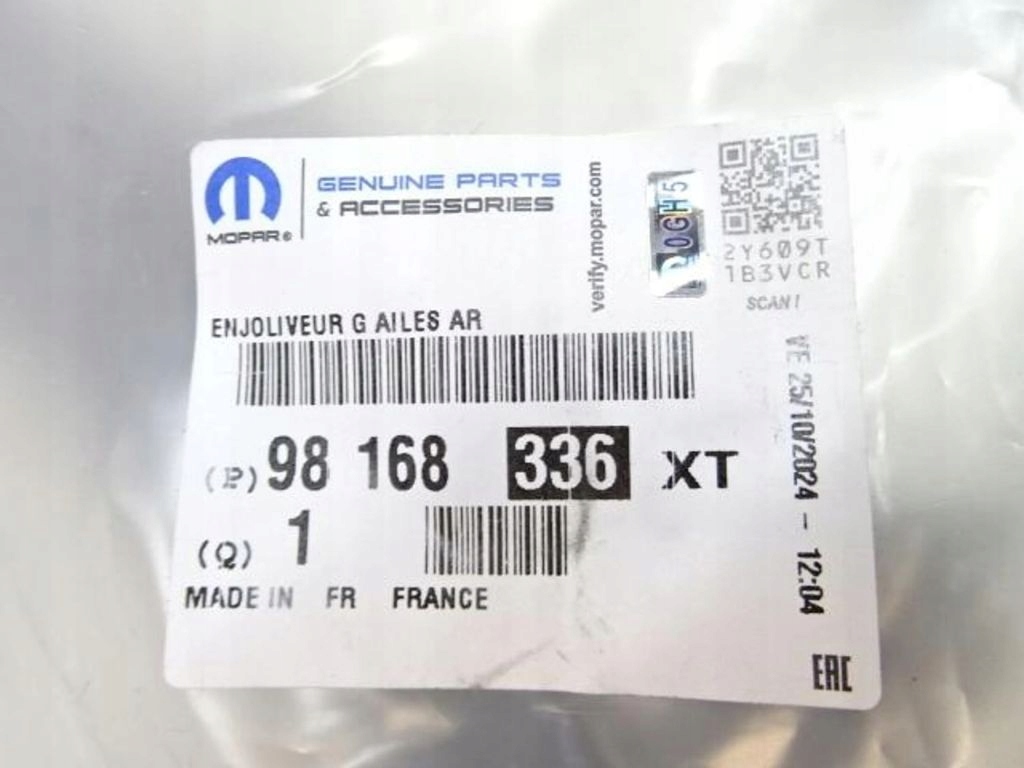 MOPAR®
GENUINE PARTS
& ACCESSORIES
verify.mopar.com
0GH5
2Y609T
1B3VCR
SCAN!
ENJOLIVEUR G AILES AR
(P) 98 168 336 XT
(Q) 1
MADE IN FR FRANCE
VE 25/10/2024 - 12:04
EAC